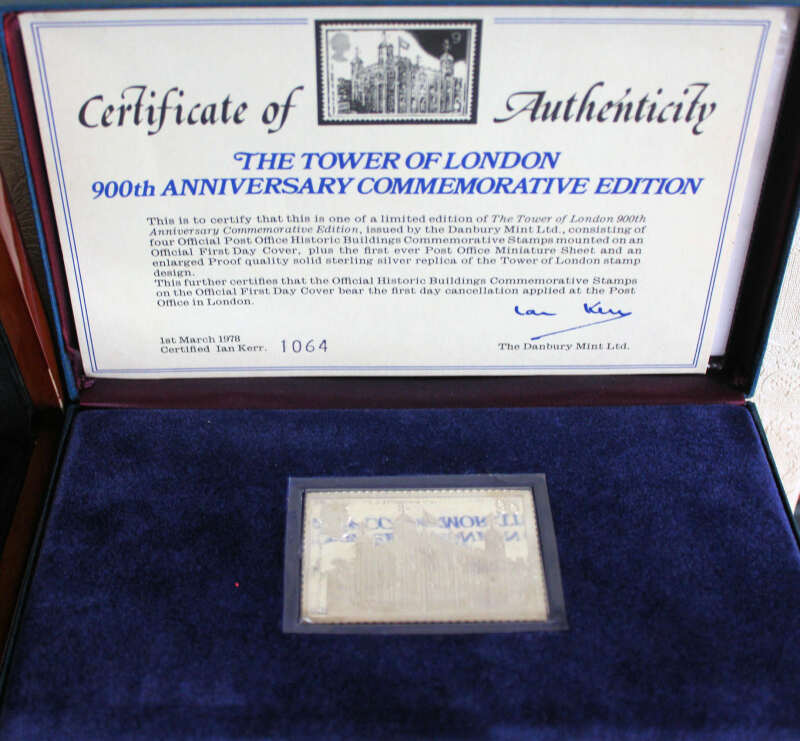 Certificate of Authenticity
9
THE TOWER OF LONDON
900th ANNIVERSARY COMMEMORATIVE EDITION
This is to certify that this is one of a limited edition of The Tower of London 900th
Anniversary Commemorative Edition, issued by the Danbury Mint Ltd., consisting of
four Official Post Office Historic Buildings Commemorative Stamps mounted on an
Official First Day Cover, plus the first ever Post Office Miniature Sheet and an
enlarged Proof quality solid sterling silver replica of the Tower of London stamp
design.
This further certifies that the Official Historic Buildings Commemorative Stamps
on the Official First Day Cover bear the first day cancellation applied at the Post
Office in London.
Ian Kerr
1st March 1978
Certified Ian Kerr. 1064
The Danbury Mint Ltd.